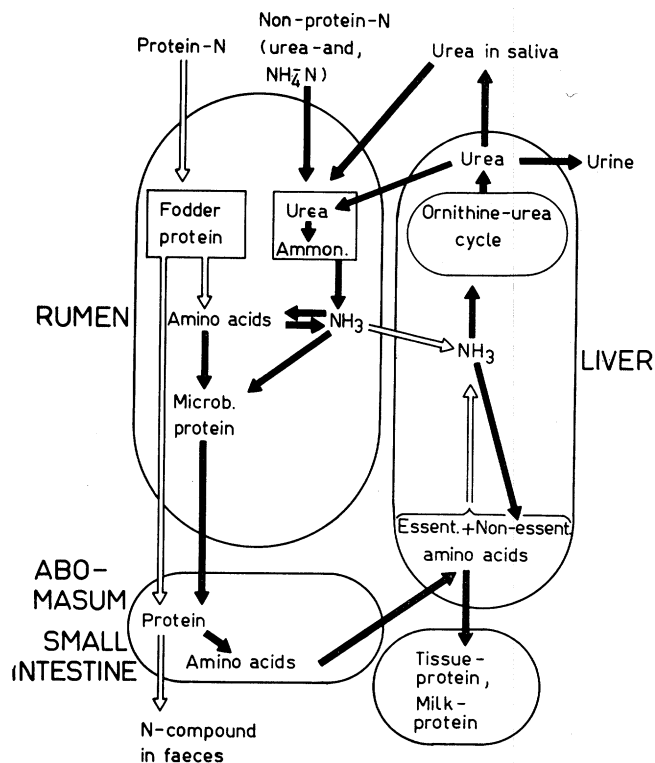 Non-protein-N
(urea-and,
NH4̄N)
Protein-N
Urea in saliva
Urea
Urine
Fodder
protein
Urea
Ammon.
Ornithine-urea
cycle
RUMEN
Amino acids
NH3
NH3
LIVER
Microb.
protein
Essent.+Non-essent.
amino acids
ABO-
MASUM
SMALL
INTESTINE
Protein
Amino acids
Tissue-
protein,
Milk-
protein
N-compound
in faeces